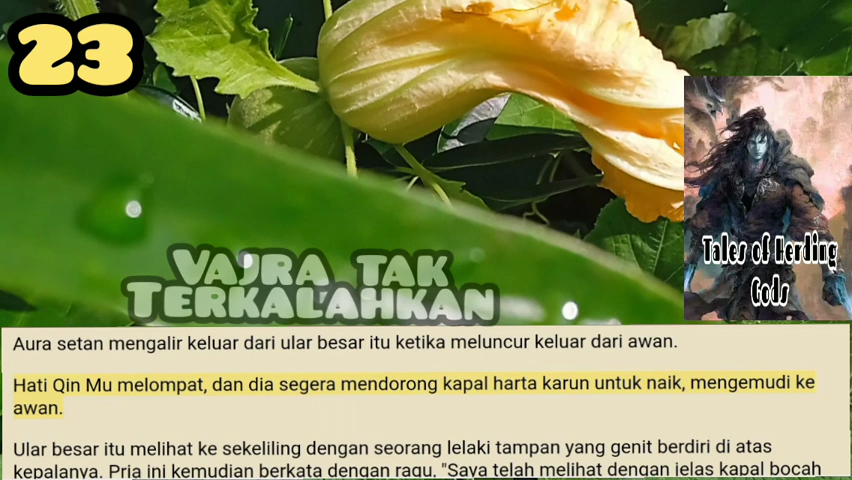 23
Tales of Herding
Gods
Vajra tak
Terkalahkan
Aura setan mengalir keluar dari ular besar itu ketika meluncur keluar dari awan.
Hati Qin Mu melompat, dan dia segera mendorong kapal harta karun untuk naik, mengemudi ke
awan.
Ular besar itu melihat ke sekeliling dengan seorang lelaki tampan yang genit berdiri di atas
kepalanya. Pria ini kemudian berkata dengan ragu, "Saya telah melihat dengan jelas kapal bocah